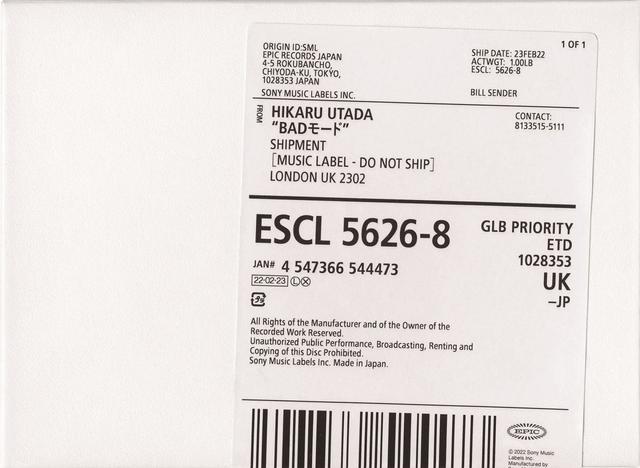 1 OF 1
ORIGIN ID:SML
EPIC RECORDS JAPAN
4-5 ROKUBANCHO,
CHIYODA-KU, TOKYO,
1028353 JAPAN
SONY MUSIC LABELS INC.
SHIP DATE: 23FEB22
ACTWGT: 1.00LB
ESCL: 5626-8
BILL SENDER
FROM
HIKARU UTADA
"BADモード"
SHIPMENT
[MUSIC LABEL - DO NOT SHIP]
LONDON UK 2302
CONTACT:
8133515-5111
ESCL 5626-8
JAN# 4 547366 544473
22-02-23 Ⓛ Ⓧ
GLB PRIORITY
ETD
1028353
UK
–JP
All Rights of the Manufacturer and of the Owner of the
Recorded Work Reserved.
Unauthorized Public Performance, Broadcasting, Renting and
Copying of this Disc Prohibited.
Sony Music Labels Inc. Made in Japan.
EPIC
© 2022 Sony Music
Labels Inc.
Manufactured by